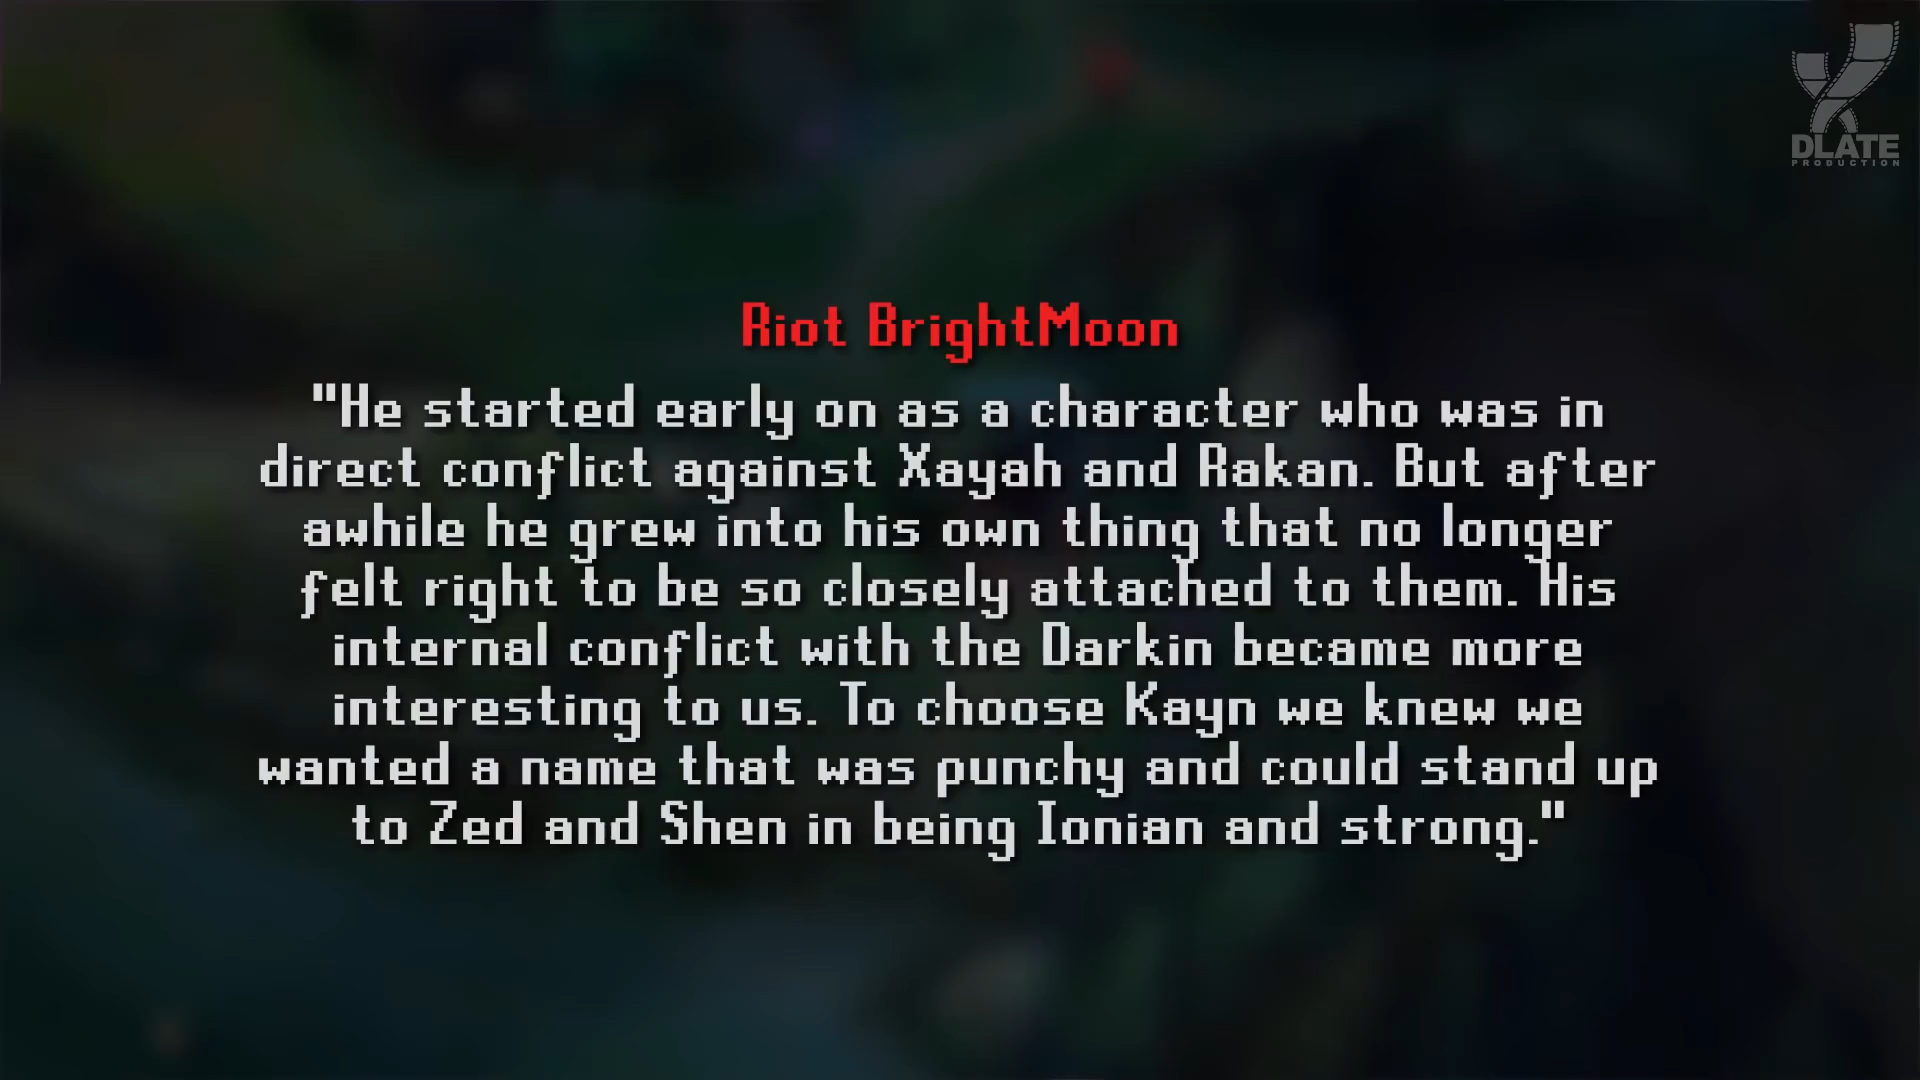 DLATE
PRODUCTION
Riot BrightMoon
"He started early on as a character who was in
direct conflict against Xayah and Rakan. But after
awhile he grew into his own thing that no longer
felt right to be so closely attached to them. His
internal conflict with the Darkin became more
interesting to us. To choose Kayn we knew we
wanted a name that was punchy and could stand up
to Zed and Shen in being Ionian and strong."